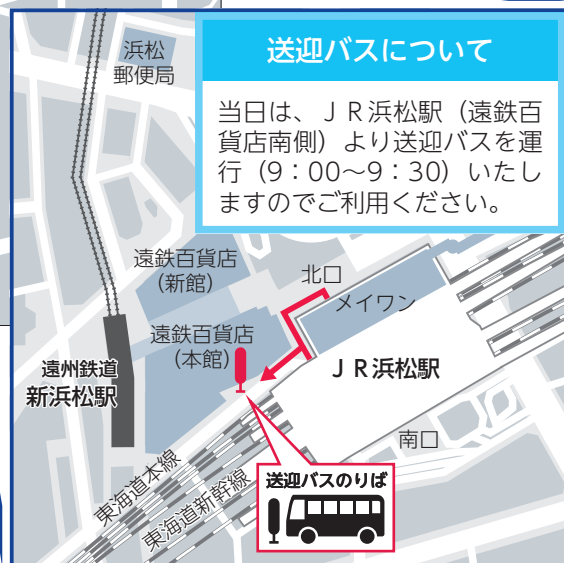 送迎バスについて
当日は、ＪＲ浜松駅（遠鉄百
貨店南側）より送迎バスを運
行（9：00～9：30）いたし
ますのでご利用ください。
浜松
郵便局
遠鉄百貨店
（新館）
北口
メイワン
遠鉄百貨店
（本館）
ＪＲ浜松駅
遠州鉄道
新浜松駅
南口
東海道本線
東海道新幹線
送迎バスのりば